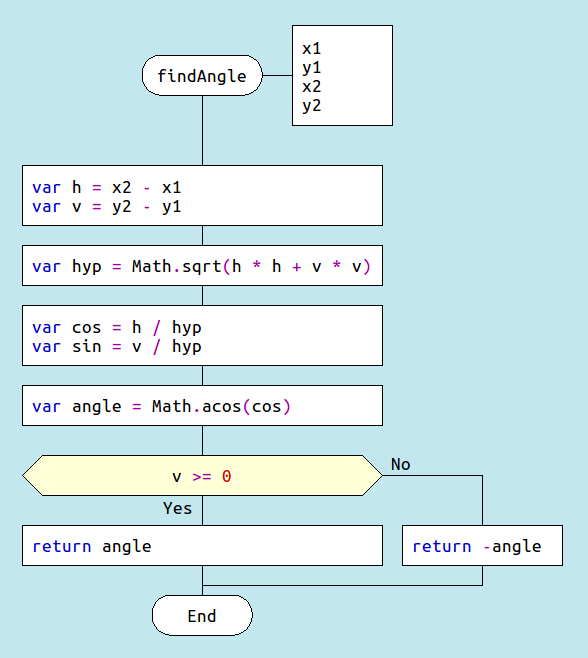 findAngle
x1
y1
x2
y2
var h = x2 - x1
var v = y2 - y1
var hyp = Math.sqrt(h * h + v * v)
var cos = h / hyp
var sin = v / hyp
var angle = Math.acos(cos)
v >= 0
No
Yes
return angle
return -angle
End